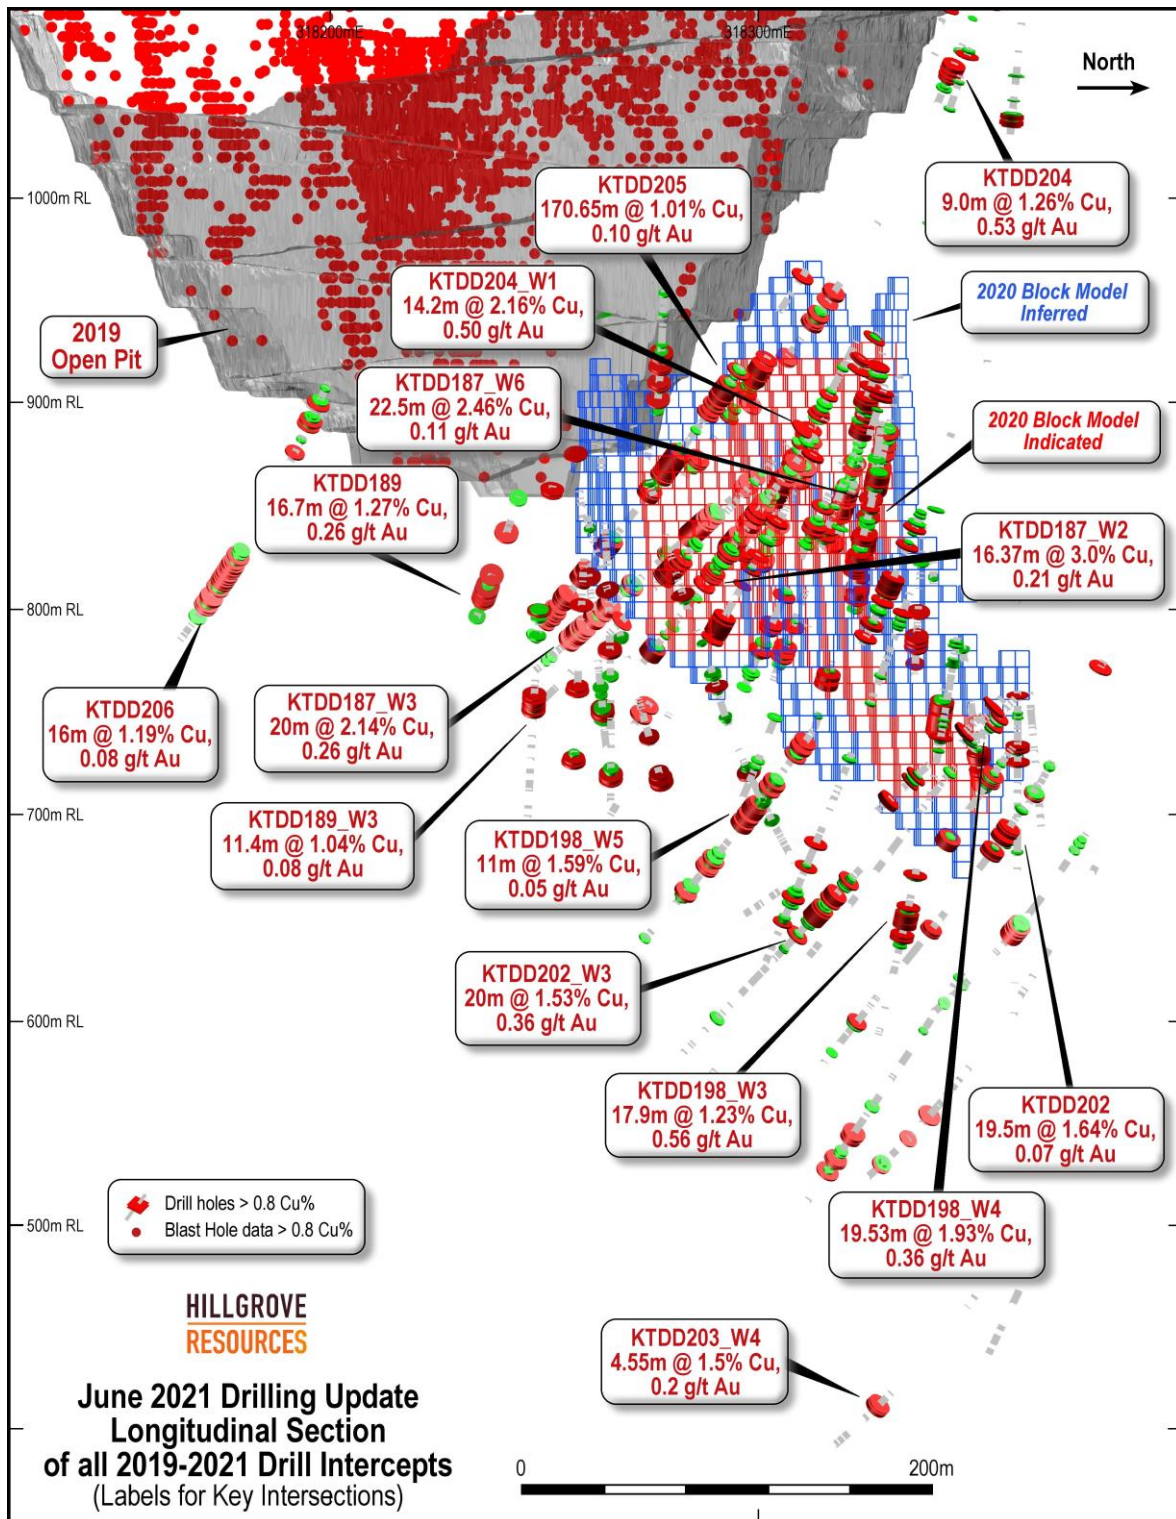 318200mE
318300mE
North
1000m RL
900m RL
800m RL
700m RL
600m RL
500m RL
KTDD205
170.65m @ 1.01% Cu,
0.10 g/t Au
KTDD204
9.0m @ 1.26% Cu,
0.53 g/t Au
KTDD204_W1
14.2m @ 2.16% Cu,
0.50 g/t Au
2020 Block Model
Inferred
2019
Open Pit
KTDD187_W6
22.5m @ 2.46% Cu,
0.11 g/t Au
2020 Block Model
Indicated
KTDD189
16.7m @ 1.27% Cu,
0.26 g/t Au
KTDD187_W2
16.37m @ 3.0% Cu,
0.21 g/t Au
KTDD206
16m @ 1.19% Cu,
0.08 g/t Au
KTDD187_W3
20m @ 2.14% Cu,
0.26 g/t Au
KTDD189_W3
11.4m @ 1.04% Cu,
0.08 g/t Au
KTDD198_W5
11m @ 1.59% Cu,
0.05 g/t Au
KTDD202_W3
20m @ 1.53% Cu,
0.36 g/t Au
KTDD198_W3
17.9m @ 1.23% Cu,
0.56 g/t Au
KTDD202
19.5m @ 1.64% Cu,
0.07 g/t Au
KTDD198_W4
19.53m @ 1.93% Cu,
0.36 g/t Au
KTDD203_W4
4.55m @ 1.5% Cu,
0.2 g/t Au
Drill holes > 0.8 Cu%
Blast Hole data > 0.8 Cu%
HILLGROVE
RESOURCES
June 2021 Drilling Update
Longitudinal Section
of all 2019-2021 Drill Intercepts
(Labels for Key Intersections)
0
200m